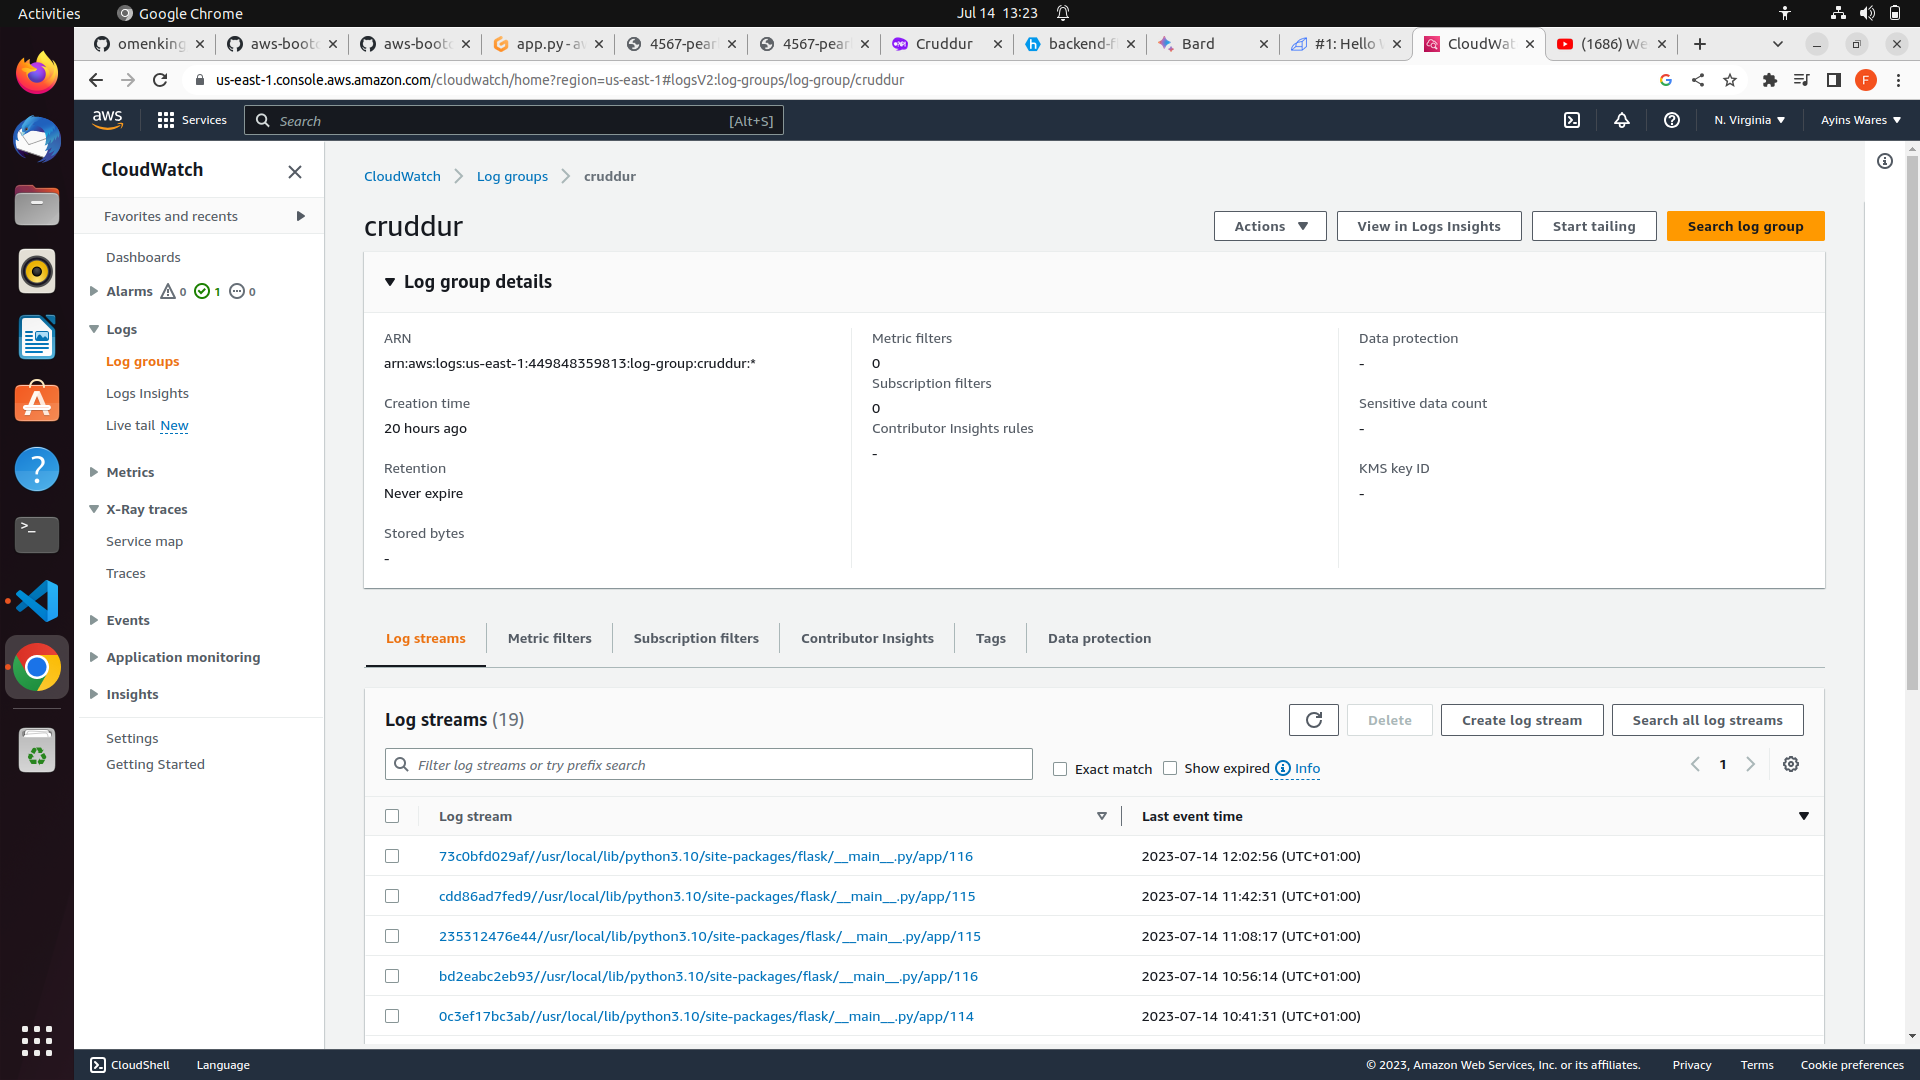 Activities
Google Chrome
Jul 14 13:23
omenking
aws-bootc
aws-bootc
app.py - aw
4567-pear
4567-pear
Cruddur
backend-fl
Bard
#1: Hello W
CloudWat
(1686) We
us-east-1.console.aws.amazon.com/cloudwatch/home?region=us-east-1#logsV2:log-groups/log-group/cruddur
F
aws
Services
Search
[Alt+S]
N. Virginia
Ayins Wares
CloudWatch
Favorites and recents
Dashboards
Alarms 0 1 0
Logs
Log groups
Logs Insights
Live tail New
Metrics
X-Ray traces
Service map
Traces
Events
Application monitoring
Insights
Settings
Getting Started
CloudWatch
Log groups
cruddur
cruddur
Actions
View in Logs Insights
Start tailing
Search log group
Log group details
ARN
arn:aws:logs:us-east-1:449848359813:log-group:cruddur:*
Creation time
20 hours ago
Retention
Never expire
Stored bytes
-
Metric filters
0
Subscription filters
0
Contributor Insights rules
-
Data protection
-
Sensitive data count
-
KMS key ID
-
Log streams
Metric filters
Subscription filters
Contributor Insights
Tags
Data protection
Log streams (19)
Delete
Create log stream
Search all log streams
Filter log streams or try prefix search
Exact match
Show expired
Info
1
Log stream
Last event time
73c0bfd029af//usr/local/lib/python3.10/site-packages/flask/__main__.py/app/116
2023-07-14 12:02:56 (UTC+01:00)
cdd86ad7fed9//usr/local/lib/python3.10/site-packages/flask/__main__.py/app/115
2023-07-14 11:42:31 (UTC+01:00)
235312476e44//usr/local/lib/python3.10/site-packages/flask/__main__.py/app/115
2023-07-14 11:08:17 (UTC+01:00)
bd2eabc2eb93//usr/local/lib/python3.10/site-packages/flask/__main__.py/app/116
2023-07-14 10:56:14 (UTC+01:00)
0c3ef17bc3ab//usr/local/lib/python3.10/site-packages/flask/__main__.py/app/114
2023-07-14 10:41:31 (UTC+01:00)
CloudShell
Language
© 2023, Amazon Web Services, Inc. or its affiliates.
Privacy
Terms
Cookie preferences